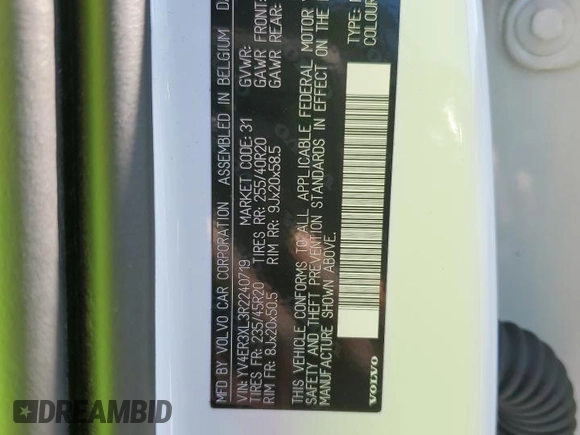 MFD BY VOLVO CAR CORPORATION ASSEMBLED IN BELGIUM
VIN: YV4ER3XL3R2240719 MARKET CODE: 31 GVWR:
TIRES FR: 235/45R20 TIRES RR: 255/40R20 GAWR FRONT:
RIM FR: 8Jx20x50.5 RIM RR: 9Jx20x58.5 GAWR REAR:
THIS VEHICLE CONFORMS TO ALL APPLICABLE FEDERAL MOTOR
SAFETY AND THEFT PREVENTION STANDARDS IN EFFECT ON THE
MANUFACTURE SHOWN ABOVE.
TYPE:
COLOUR
VOLVO
DREAMBID